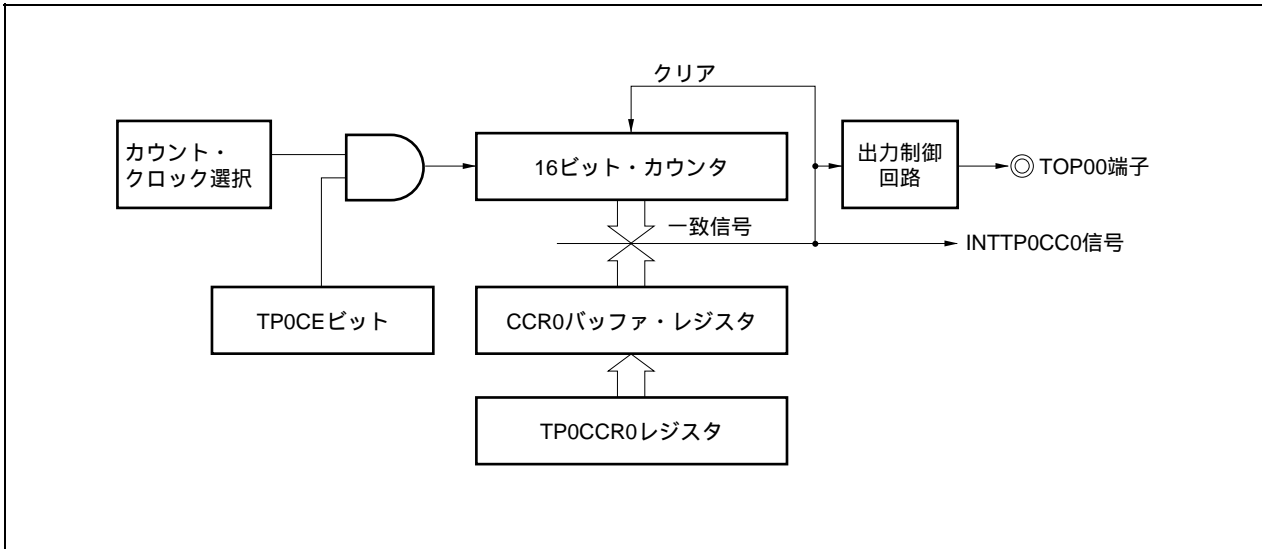 クリア
カウント・
クロック選択
16ビット・カウンタ
出力制御
回路
TOP00端子
一致信号
INTTP0CC0信号
TP0CEビット
CCR0バッファ・レジスタ
TP0CCR0レジスタ